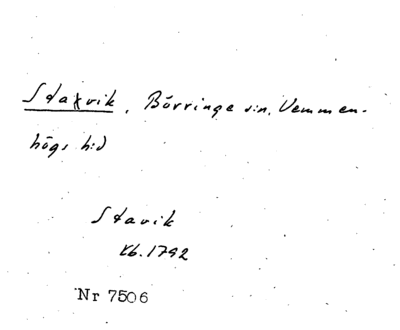 Staxvik, Börringe sn, Vemmen-
högs hd
Stavik
kb. 1792
Nr 7506